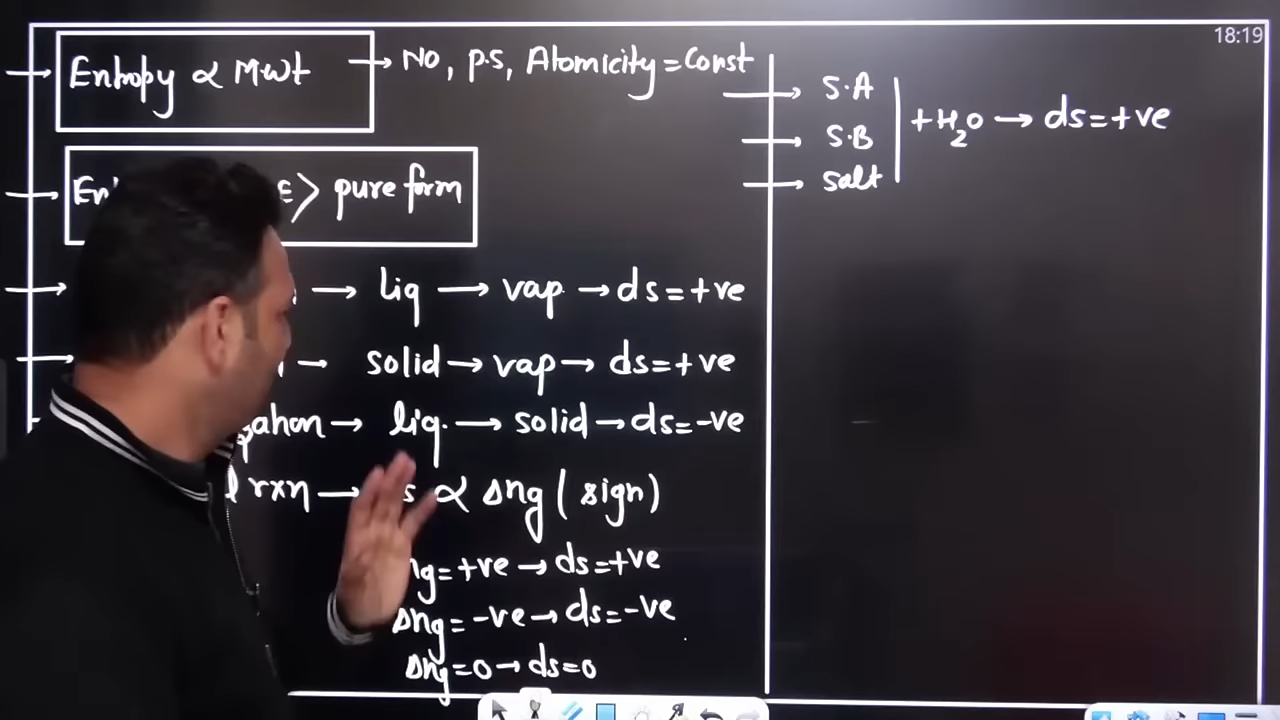 18:19
Entropy ∝ Mwt → No, p.s, Atomicity = Const
> pure form
→ liq → vap → ds = +ve
→ solid → vap → ds = +ve
→ liq. → solid → ds = -ve
rxn → ∝ Δng (sign)
ng = +ve → ds = +ve
Δng = -ve → ds = -ve
Δng = 0 → ds = 0
→ S.A
→ S.B
→ Salt
+ H₂O → ds = +ve